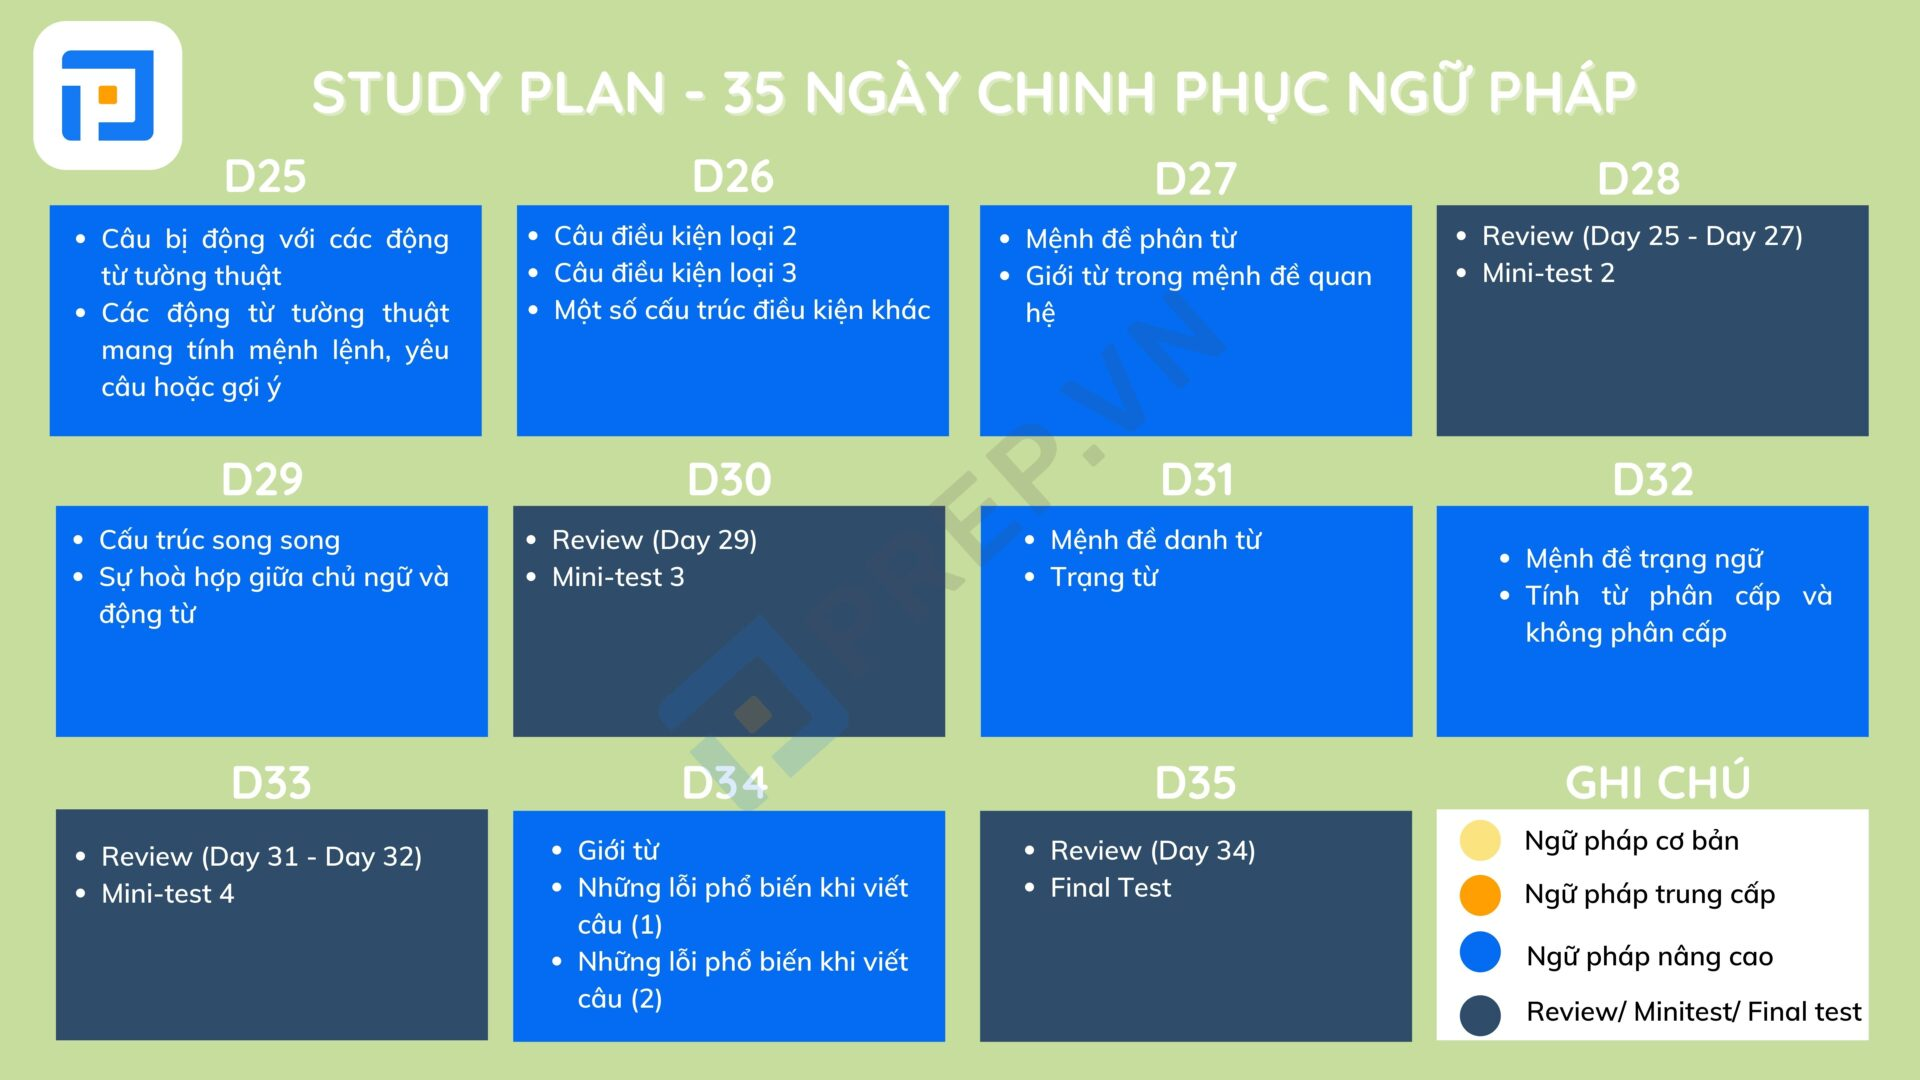 STUDY PLAN - 35 NGÀY CHINH PHỤC NGỮ PHÁP
D25
• Câu bị động với các động
từ tường thuật
• Các động từ tường thuật
mang tính mệnh lệnh, yêu
câu hoặc gợi ý
D26
• Câu điều kiện loại 2
• Câu điều kiện loại 3
• Một số cấu trúc điều kiện khác
D27
• Mệnh đề phân từ
• Giới từ trong mệnh đề quan
hệ
D28
• Review (Day 25 - Day 27)
• Mini-test 2
D29
• Cấu trúc song song
• Sự hoà hợp giữa chủ ngữ và
động từ
D30
• Review (Day 29)
• Mini-test 3
D31
• Mệnh đề danh từ
• Trạng từ
D32
• Mệnh đề trạng ngữ
• Tính từ phân cấp và
không phân cấp
D33
• Review (Day 31 - Day 32)
• Mini-test 4
D34
• Giới từ
• Những lỗi phổ biến khi viết
câu (1)
• Những lỗi phổ biến khi viết
câu (2)
D35
• Review (Day 34)
• Final Test
GHI CHÚ
Ngữ pháp cơ bản
Ngữ pháp trung cấp
Ngữ pháp nâng cao
Review/ Minitest/ Final test
PREP.VN